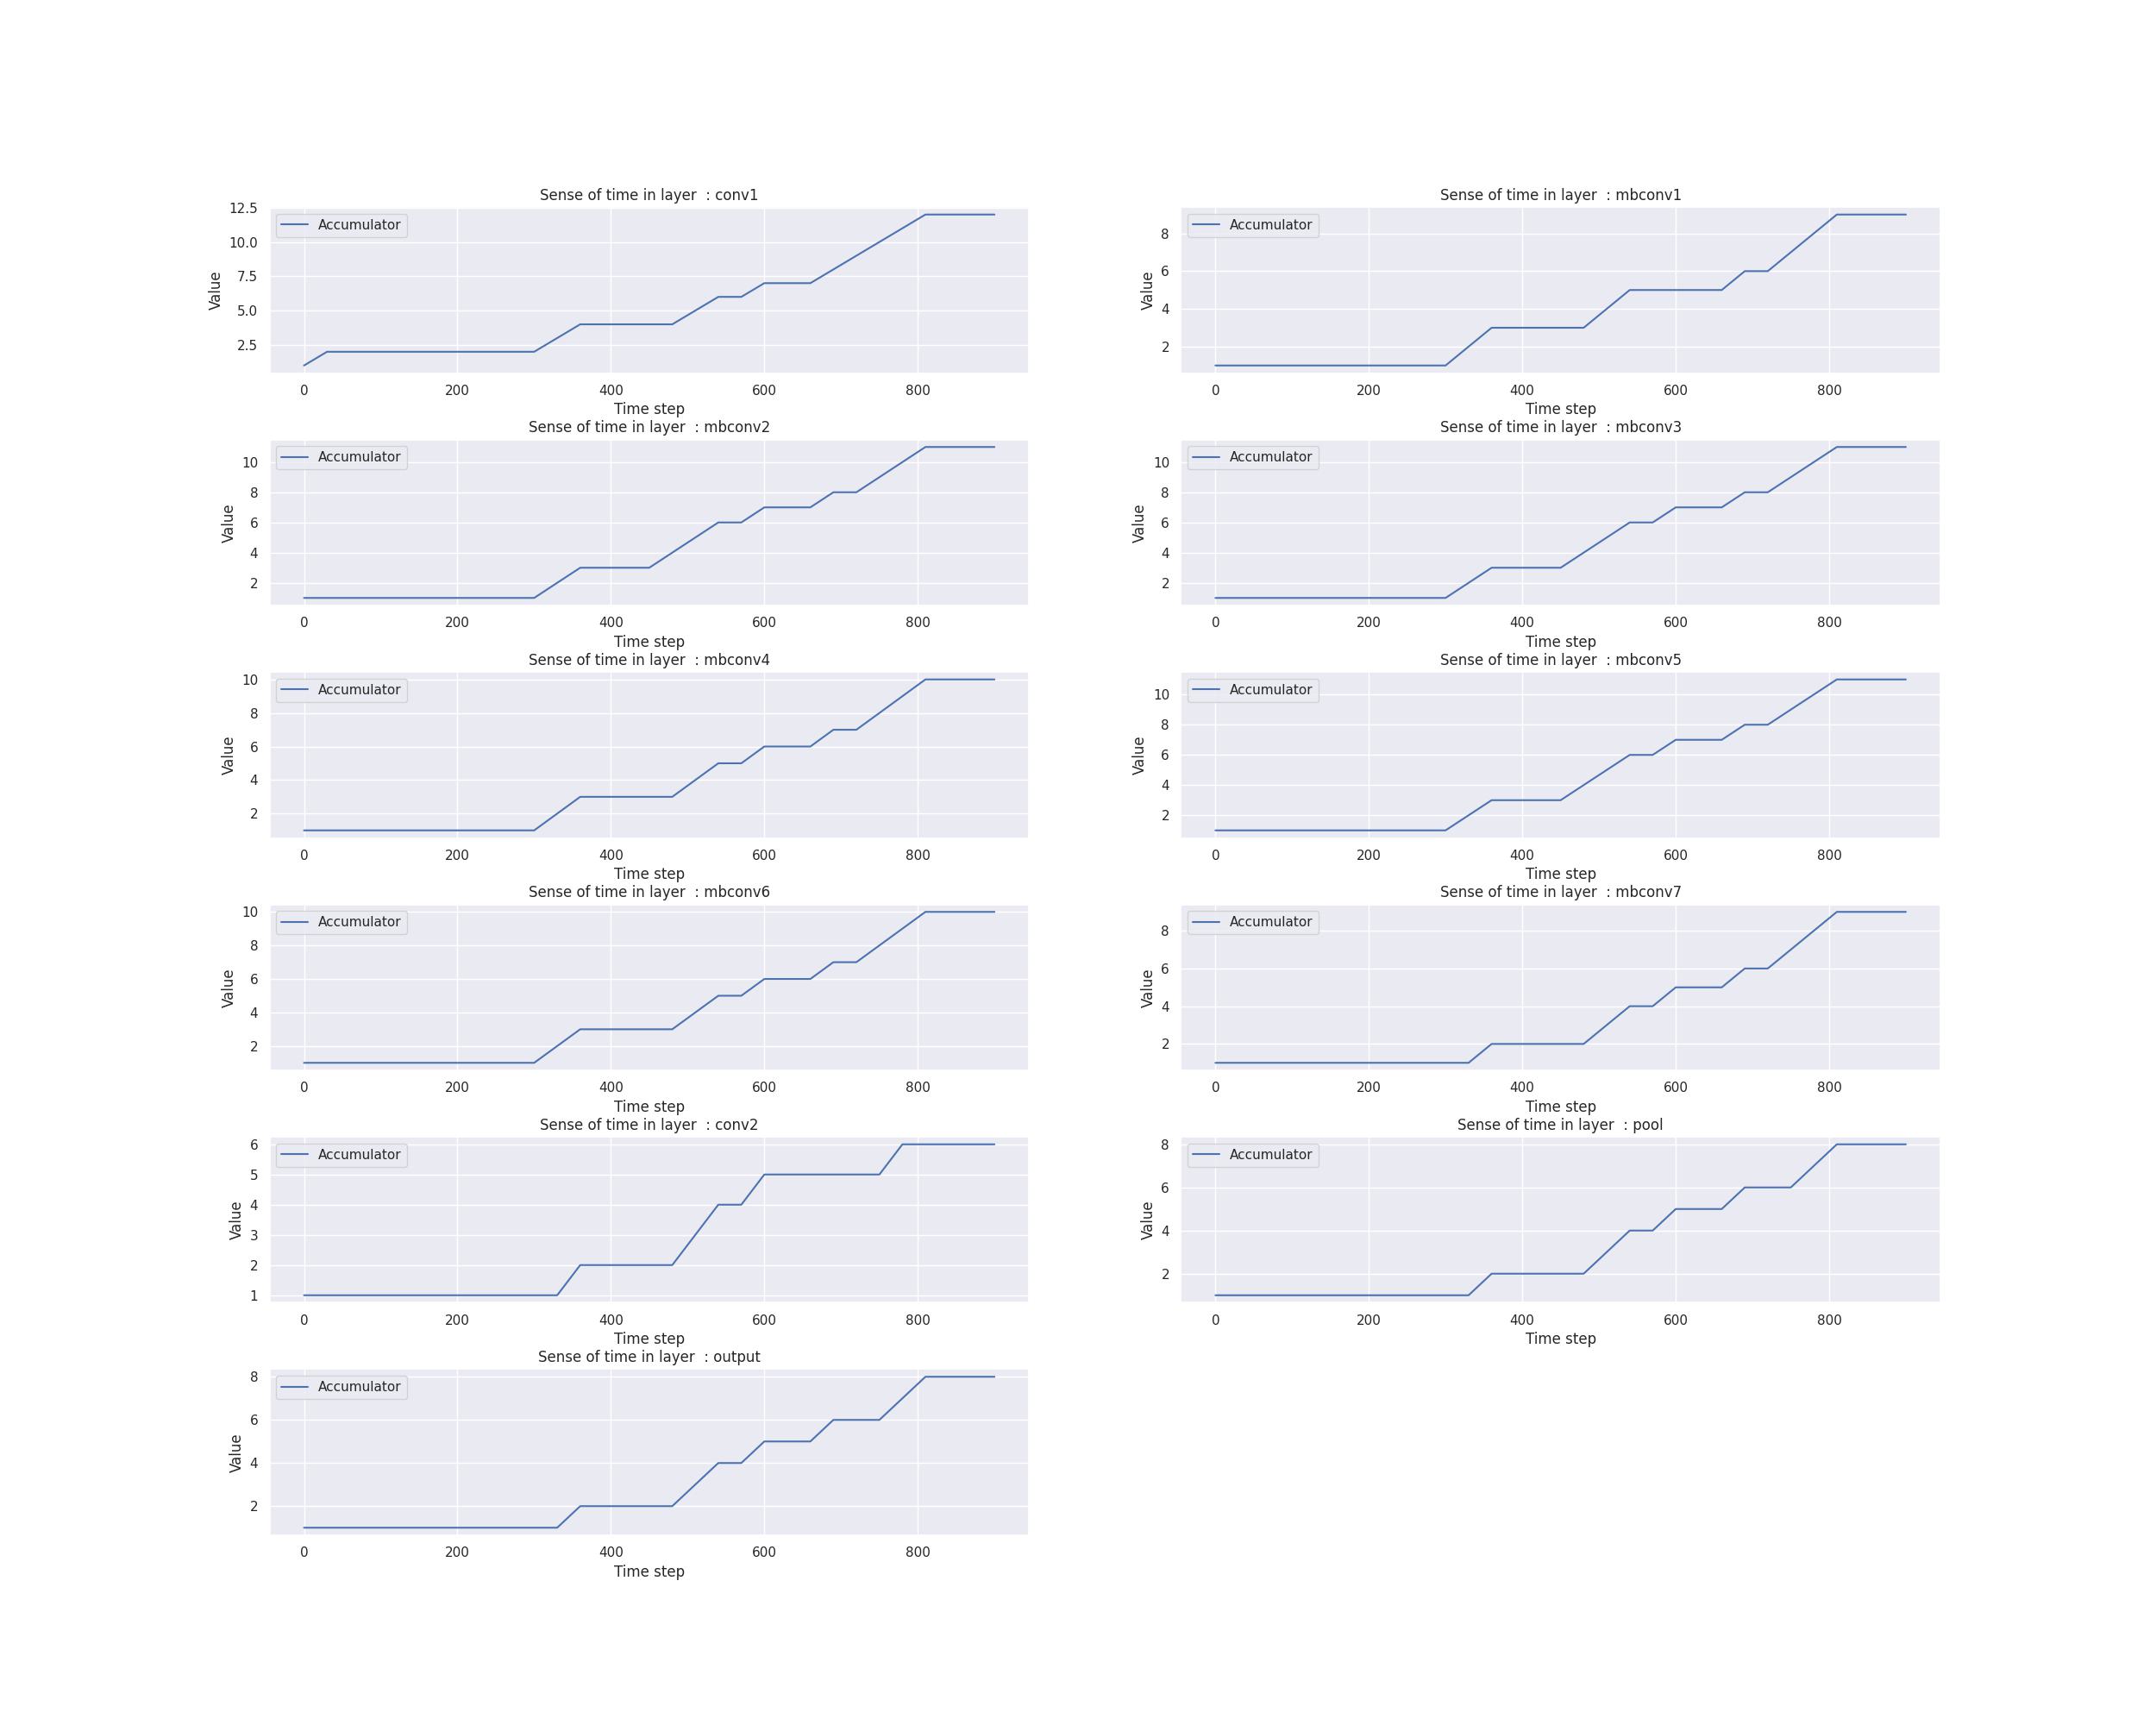 Sense of time in layer  : conv1
12.5
10.0
7.5
5.0
2.5
Value
Accumulator
0 200 400 600 800
Time step
Sense of time in layer  : mbconv1
8
6
4
2
Value
Accumulator
0 200 400 600 800
Time step
Sense of time in layer  : mbconv2
10
8
6
4
2
Value
Accumulator
0 200 400 600 800
Time step
Sense of time in layer  : mbconv3
10
8
6
4
2
Value
Accumulator
0 200 400 600 800
Time step
Sense of time in layer  : mbconv4
10
8
6
4
2
Value
Accumulator
0 200 400 600 800
Time step
Sense of time in layer  : mbconv5
10
8
6
4
2
Value
Accumulator
0 200 400 600 800
Time step
Sense of time in layer  : mbconv6
10
8
6
4
2
Value
Accumulator
0 200 400 600 800
Time step
Sense of time in layer  : mbconv7
8
6
4
2
Value
Accumulator
0 200 400 600 800
Time step
Sense of time in layer  : conv2
6
5
4
3
2
1
Value
Accumulator
0 200 400 600 800
Time step
Sense of time in layer  : pool
8
6
4
2
Value
Accumulator
0 200 400 600 800
Time step
Sense of time in layer  : output
8
6
4
2
Value
Accumulator
0 200 400 600 800
Time step